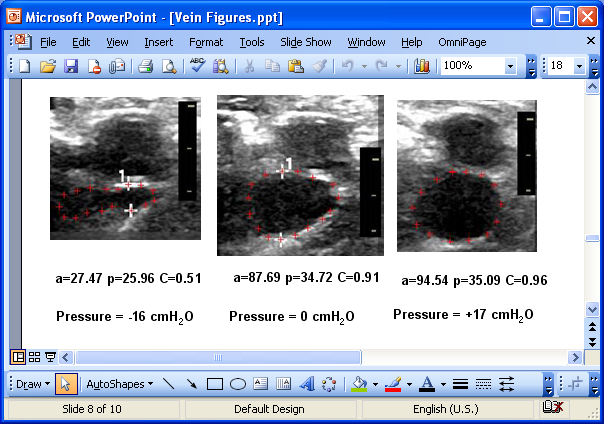 Microsoft PowerPoint - [Vein Figures.ppt]
File Edit View Insert Format Tools Slide Show Window Help OmniPage
100% 18
1 1
a=27.47 p=25.96 C=0.51 a=87.69 p=34.72 C=0.91 a=94.54 p=35.09 C=0.96
Pressure = -16 cmH2O Pressure = 0 cmH2O Pressure = +17 cmH2O
Draw AutoShapes
Slide 8 of 10 Default Design English (U.S.)